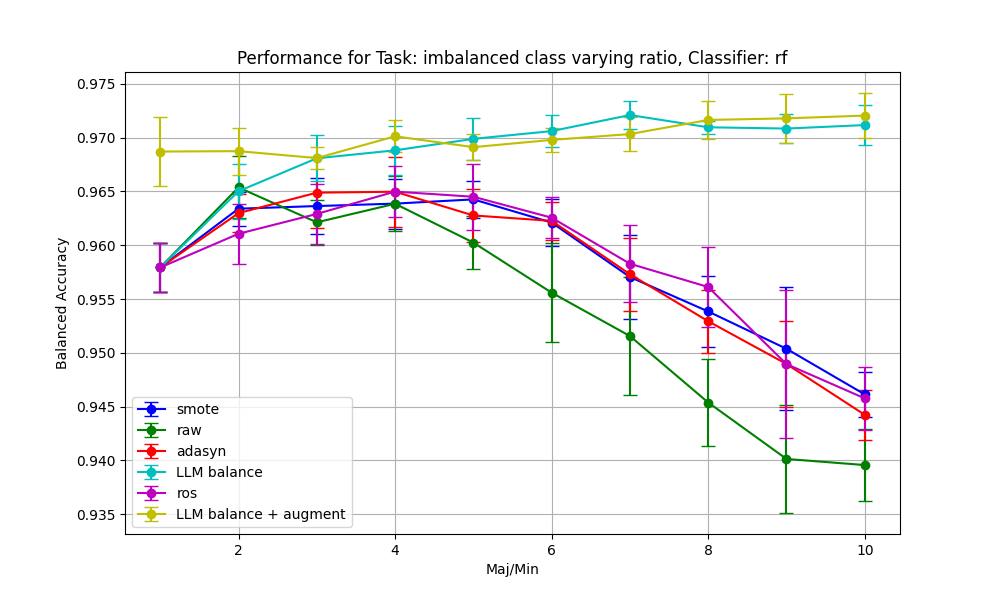 Performance for Task: imbalanced class varying ratio, Classifier: rf
0.975
0.970
0.965
0.960
0.955
0.950
0.945
0.940
0.935
Balanced Accuracy
smote
raw
adasyn
LLM balance
ros
LLM balance + augment
2 4 6 8 10
Maj/Min